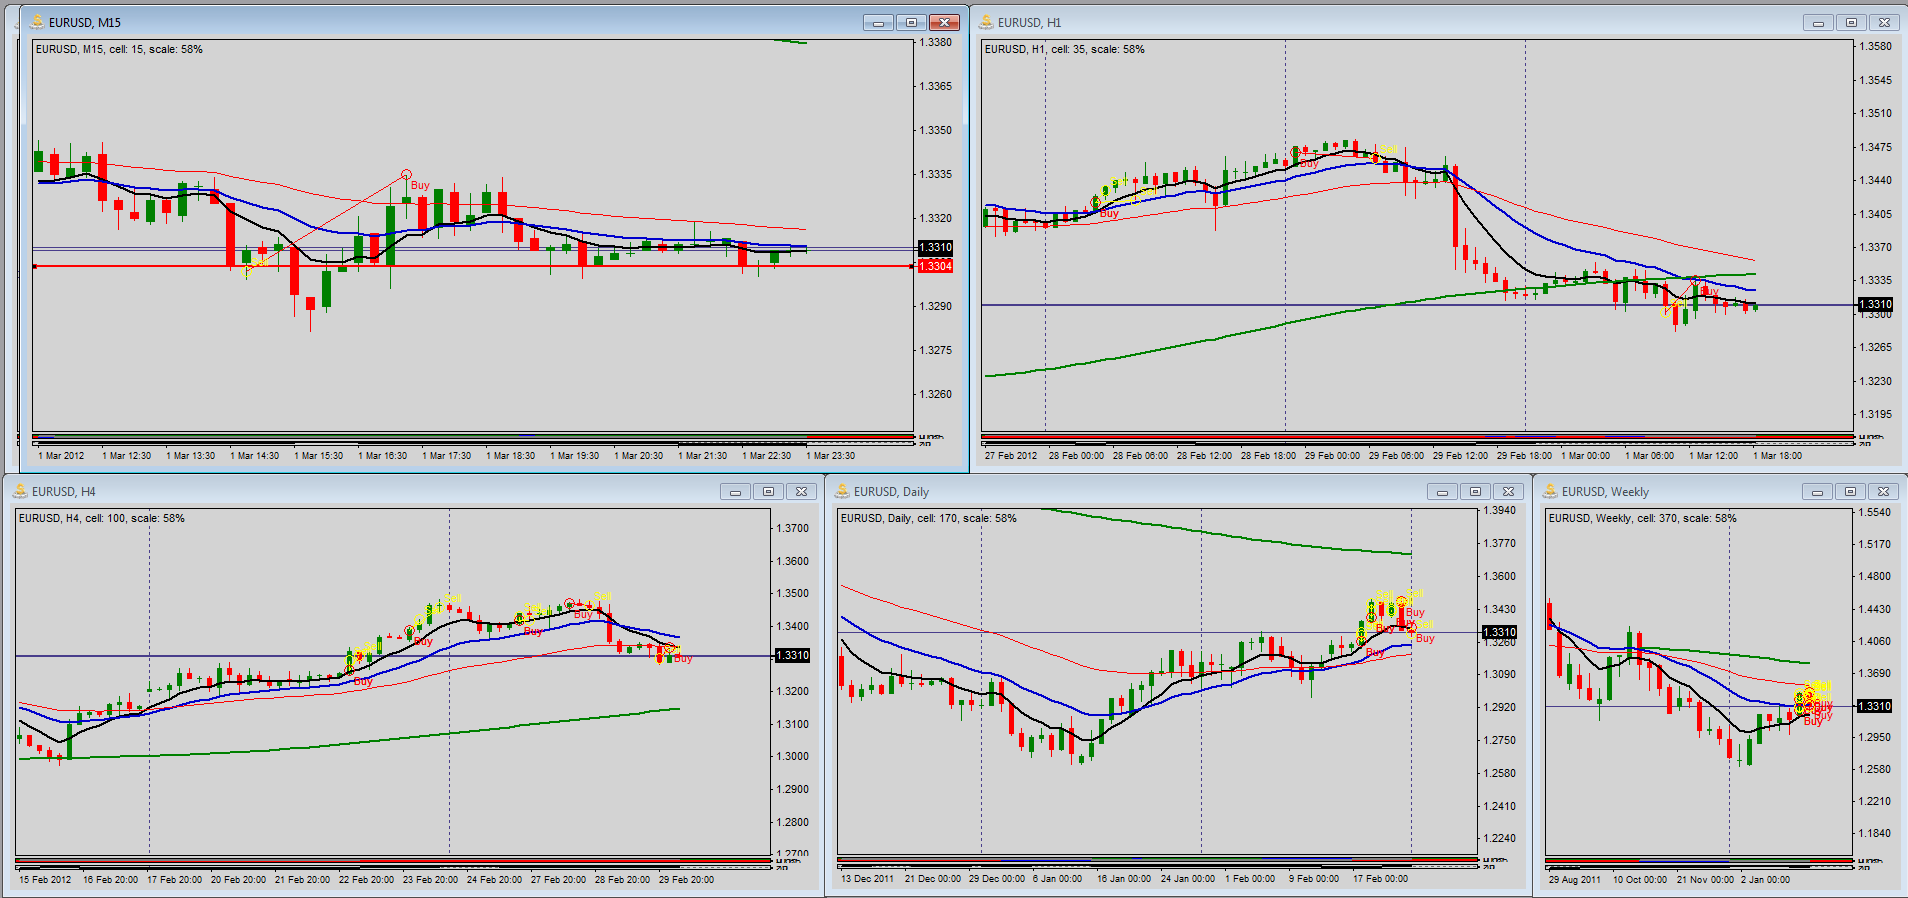 EURUSD, M15
EURUSD, M15, cell: 15, scale: 58%
1.3380
1.3365
1.3350
1.3335
1.3320
1.3310
1.3304
1.3290
1.3275
1.3260
Buy
Sell
1 Mar 2012 1 Mar 12:30 1 Mar 13:30 1 Mar 14:30 1 Mar 15:30 1 Mar 16:30 1 Mar 17:30 1 Mar 18:30 1 Mar 19:30 1 Mar 20:30 1 Mar 21:30 1 Mar 22:30 1 Mar 23:30
EURUSD, H1
EURUSD, H1, cell: 35, scale: 58%
1.3580
1.3545
1.3510
1.3475
1.3440
1.3405
1.3370
1.3335
1.3310
1.3300
1.3265
1.3230
1.3195
Sell
Buy
Buy
Buy
27 Feb 2012 28 Feb 00:00 28 Feb 06:00 28 Feb 12:00 28 Feb 18:00 29 Feb 00:00 29 Feb 06:00 29 Feb 12:00 29 Feb 18:00 1 Mar 00:00 1 Mar 06:00 1 Mar 12:00 1 Mar 18:00
EURUSD, H4
EURUSD, H4, cell: 100, scale: 58%
1.3700
1.3600
1.3500
1.3400
1.3310
1.3200
1.3100
1.3000
1.2900
1.2800
1.2700
Sell
Sell
Sell
Sell
Buy
Buy
Buy
Buy
Buy
15 Feb 2012 16 Feb 20:00 17 Feb 20:00 20 Feb 20:00 21 Feb 20:00 22 Feb 20:00 23 Feb 20:00 24 Feb 20:00 27 Feb 20:00 28 Feb 20:00 29 Feb 20:00
EURUSD, Daily
EURUSD, Daily, cell: 170, scale: 58%
1.3940
1.3770
1.3600
1.3430
1.3310
1.3260
1.3090
1.2920
1.2750
1.2580
1.2410
1.2240
Sell
Sell
Buy
Sell
Buy
Buy
Buy
13 Dec 2011 21 Dec 00:00 29 Dec 00:00 6 Jan 00:00 16 Jan 00:00 24 Jan 00:00 1 Feb 00:00 9 Feb 00:00 17 Feb 00:00
EURUSD, Weekly
EURUSD, Weekly, cell: 370, scale: 58%
1.5540
1.5170
1.4800
1.4430
1.4060
1.3690
1.3310
1.2950
1.2580
1.2210
1.1840
Sell
Buy
Buy
Buy
29 Aug 2011 10 Oct 00:00 21 Nov 00:00 2 Jan 00:00